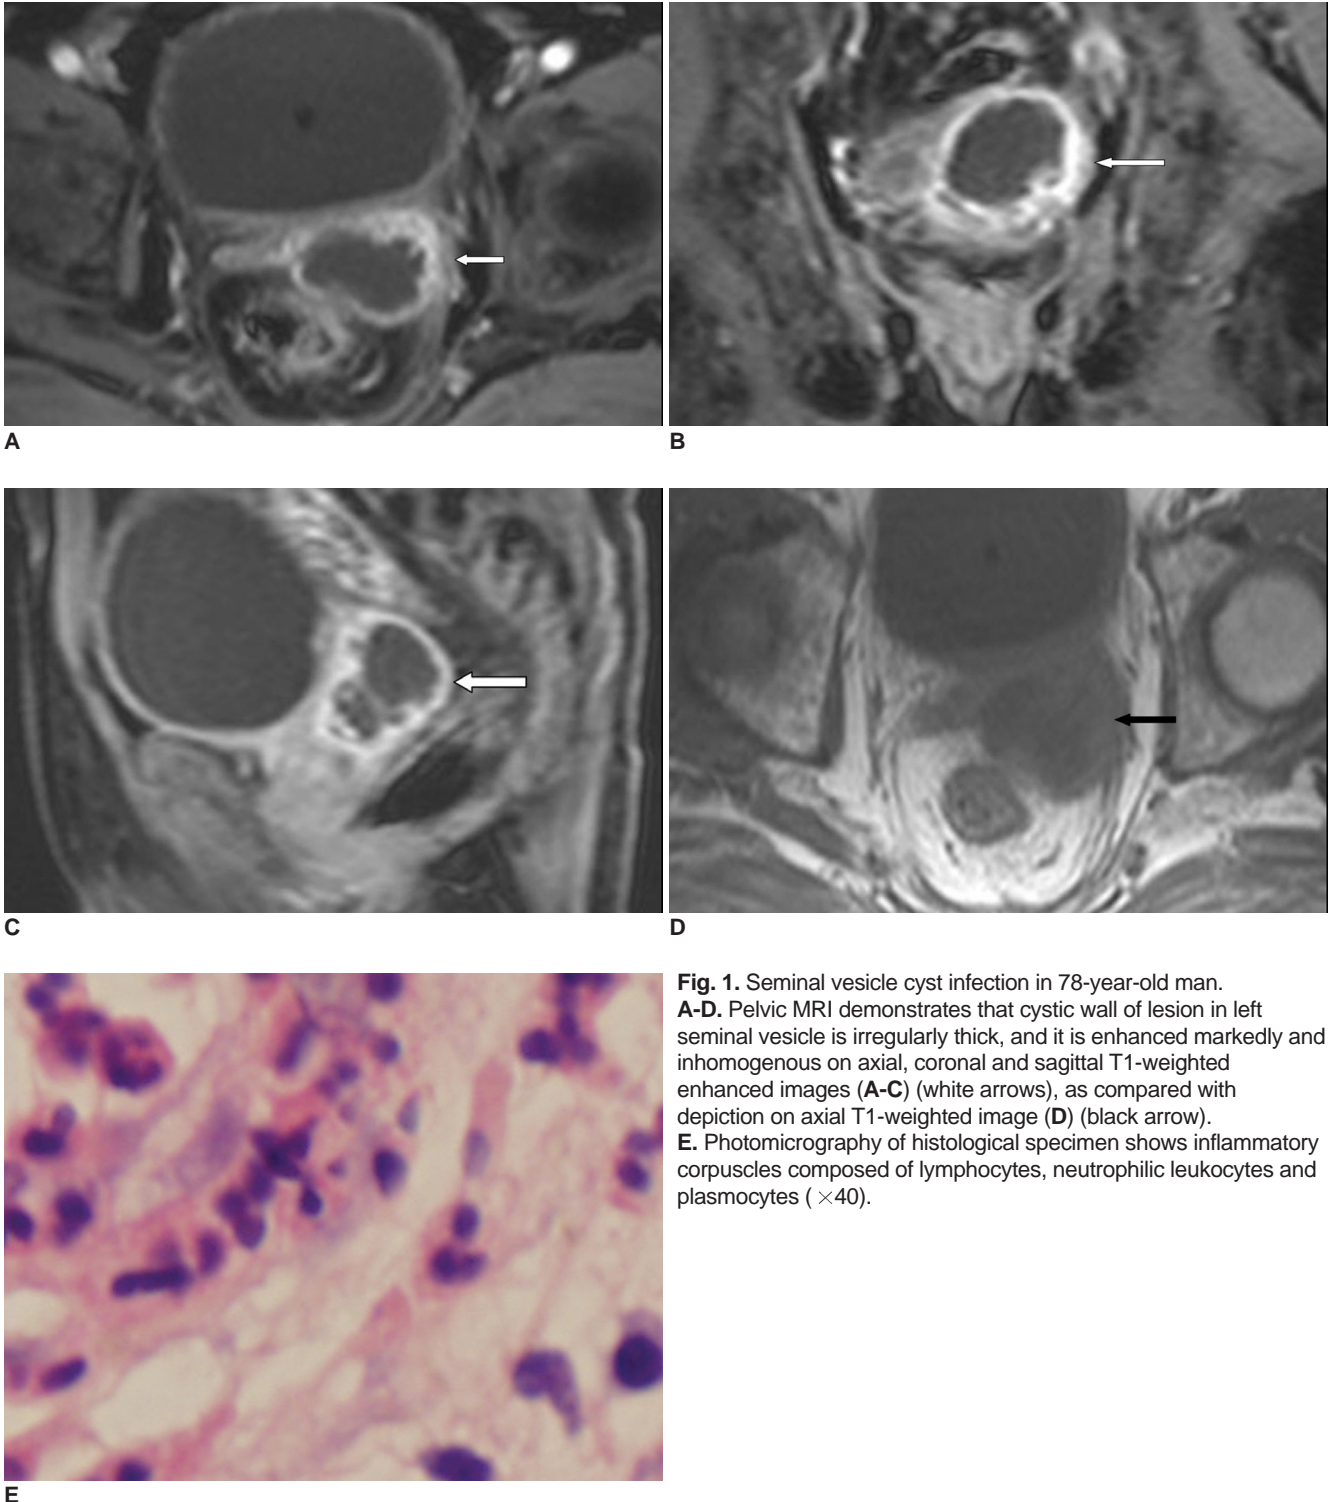 A
B
C
D
Fig. 1. Seminal vesicle cyst infection in 78-year-old man.
A-D. Pelvic MRI demonstrates that cystic wall of lesion in left
seminal vesicle is irregularly thick, and it is enhanced markedly and
inhomogenous on axial, coronal and sagittal T1-weighted
enhanced images (A-C) (white arrows), as compared with
depiction on axial T1-weighted image (D) (black arrow).
E. Photomicrography of histological specimen shows inflammatory
corpuscles composed of lymphocytes, neutrophilic leukocytes and
plasmocytes ( ×40).
E